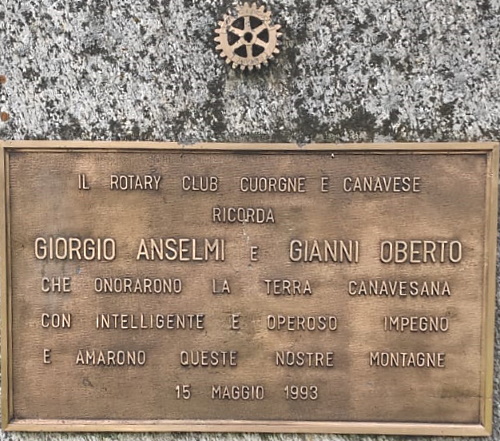 IL ROTARY CLUB CUORGNE E CANAVESE
RICORDA
GIORGIO ANSELMI E GIANNI OBERTO
CHE ONORARONO LA TERRA CANAVESANA
CON INTELLIGENTE E OPEROSO IMPEGNO
E AMARONO QUESTE NOSTRE MONTAGNE
15 MAGGIO 1993